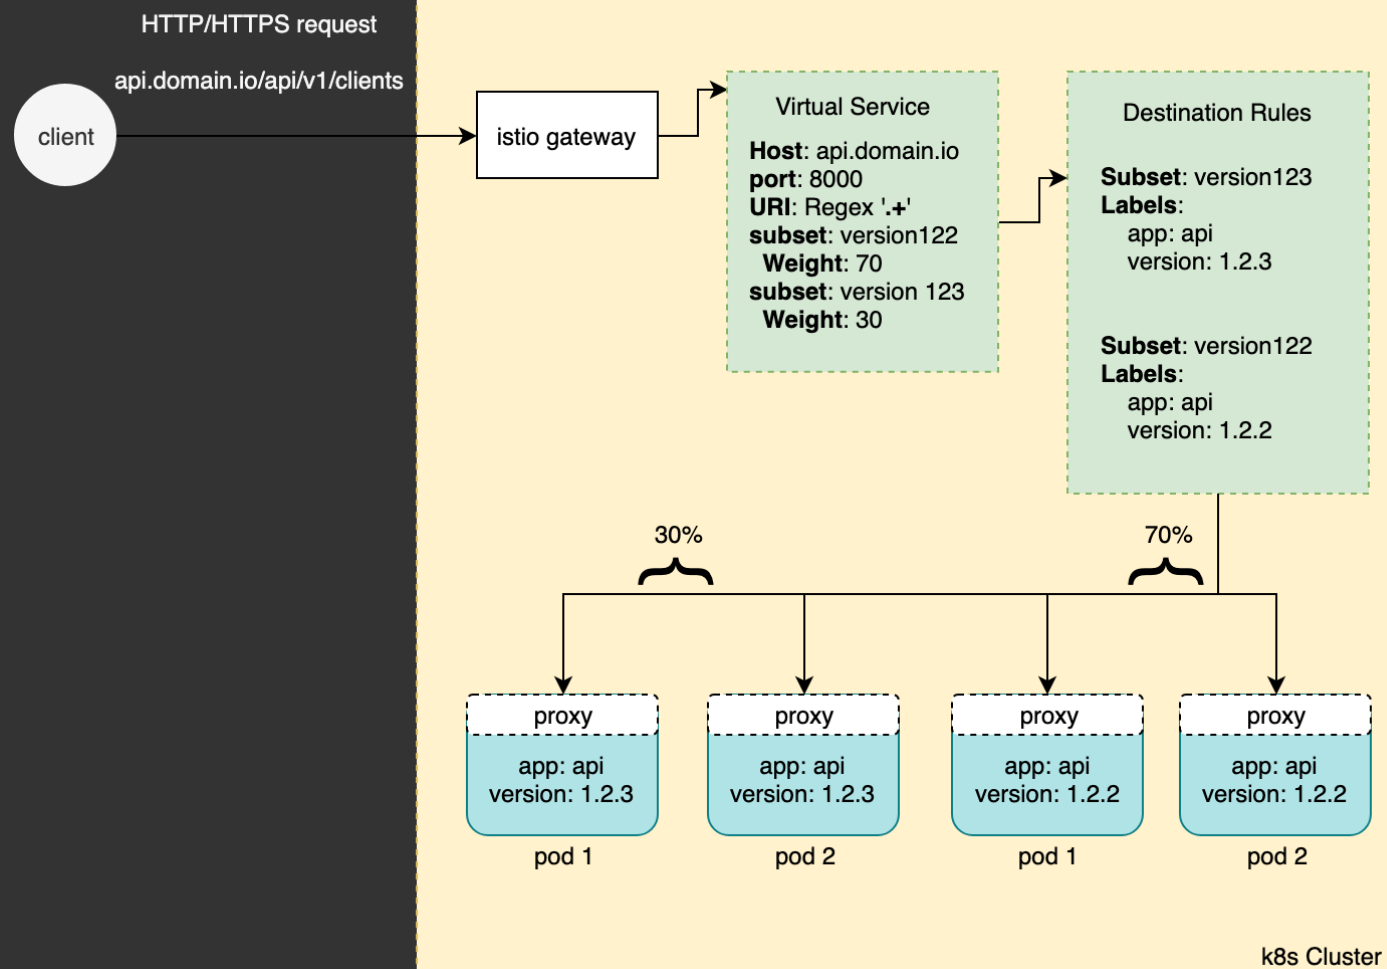 HTTP/HTTPS request
api.domain.io/api/v1/clients
client
istio gateway
Virtual Service
Host: api.domain.io
port: 8000
URI: Regex '.+'
subset: version122
Weight: 70
subset: version 123
Weight: 30
Destination Rules
Subset: version123
Labels:
app: api
version: 1.2.3
Subset: version122
Labels:
app: api
version: 1.2.2
30%
70%
proxy
app: api
version: 1.2.3
pod 1
proxy
app: api
version: 1.2.3
pod 2
proxy
app: api
version: 1.2.2
pod 1
proxy
app: api
version: 1.2.2
pod 2
k8s Cluster